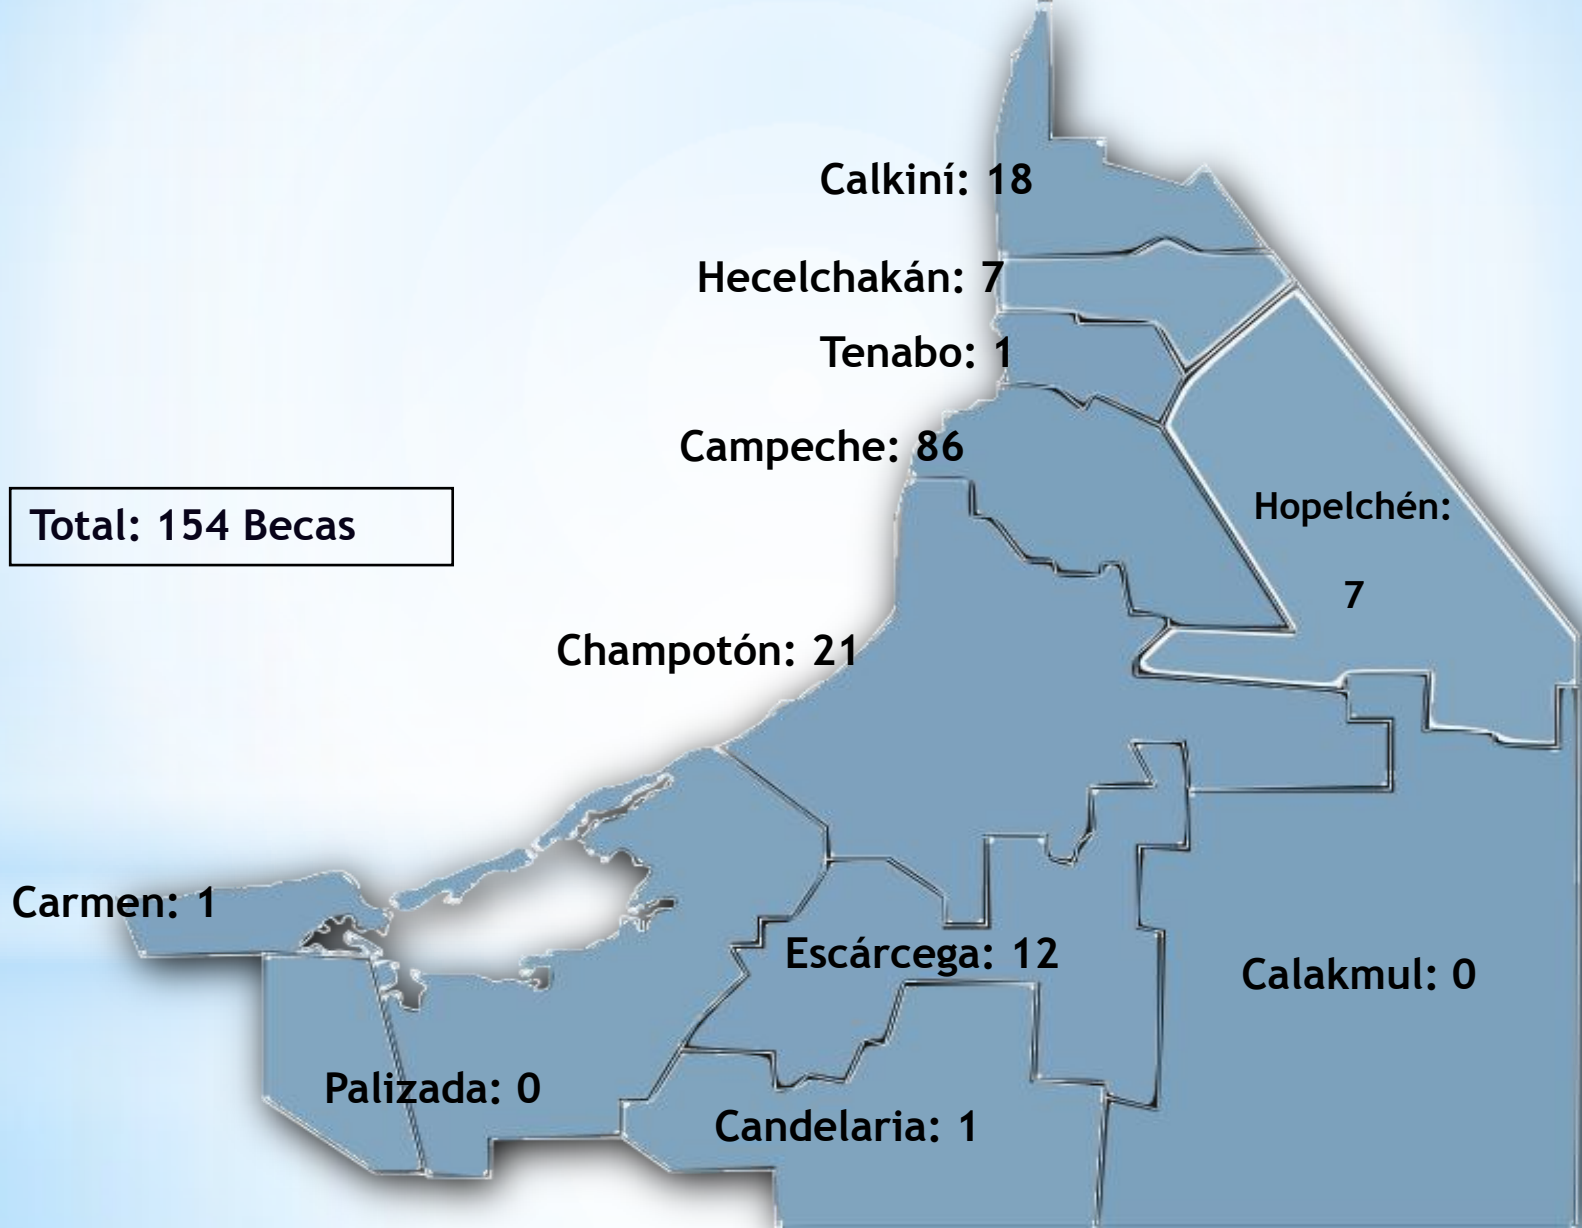 Calkiní: 18
Hecelchakán: 7
Tenabo: 1
Campeche: 86
Hopelchén:
7
Total: 154 Becas
Champotón: 21
Carmen: 1
Escárcega: 12
Calakmul: 0
Palizada: 0
Candelaria: 1